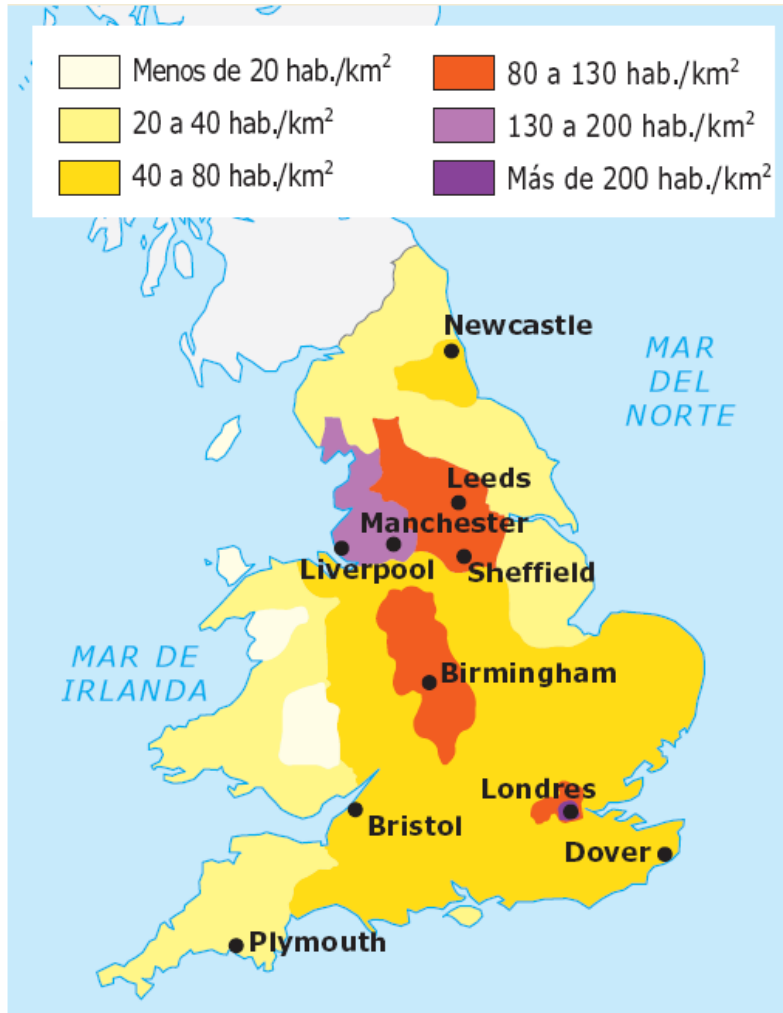 Menos de 20 hab./km²
20 a 40 hab./km²
40 a 80 hab./km²
80 a 130 hab./km²
130 a 200 hab./km²
Más de 200 hab./km²
Newcastle
MAR
DEL
NORTE
Leeds
Manchester
Liverpool
Sheffield
MAR DE
IRLANDA
Birmingham
Londres
Bristol
Dover
Plymouth